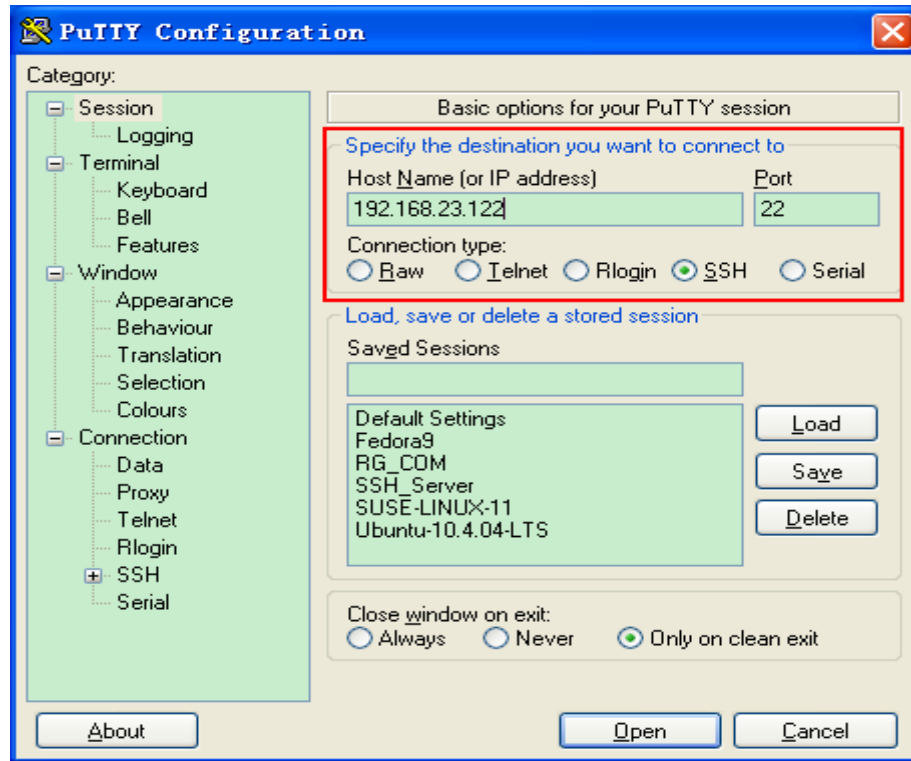 PuTTY Configuration
Category:
Session
Logging
Terminal
Keyboard
Bell
Features
Window
Appearance
Behaviour
Translation
Selection
Colours
Connection
Data
Proxy
Telnet
Rlogin
SSH
Serial
Basic options for your PuTTY session
Specify the destination you want to connect to
Host Name (or IP address) Port
192.168.23.122 22
Connection type:
Raw Telnet Rlogin SSH Serial
Load, save or delete a stored session
Saved Sessions
Default Settings
Fedora9
RG_COM
SSH_Server
SUSE-LINUX-11
Ubuntu-10.4.04-LTS
Load
Save
Delete
Close window on exit:
Always Never Only on clean exit
About Open Cancel